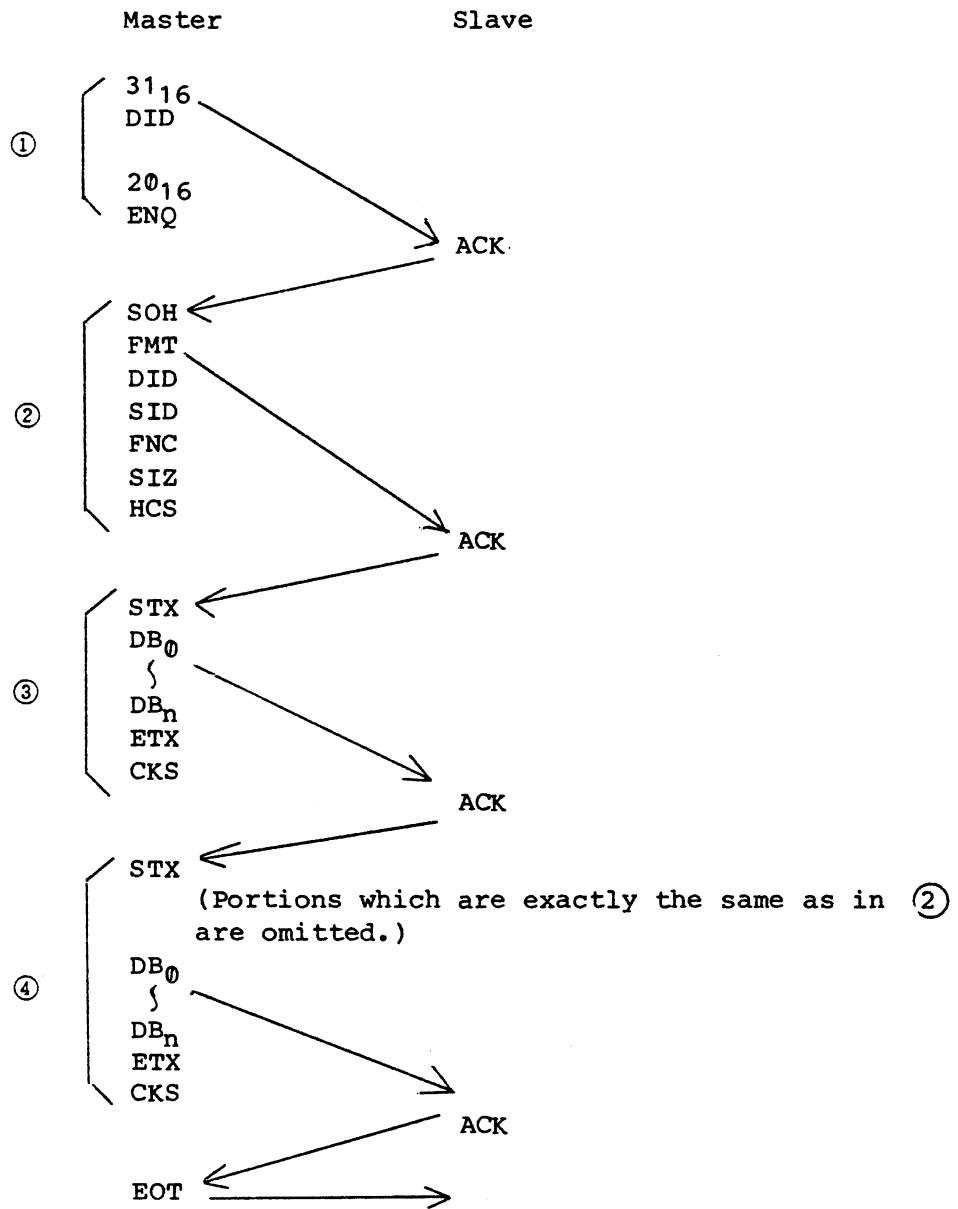 Master Slave
31₁₆
DID
①
20₁₆
ENQ
ACK
SOH
FMT
DID
② SID
FNC
SIZ
HCS
ACK
STX
DB₀
③ DBₙ
ETX
CKS
ACK
STX
(Portions which are exactly the same as in ②
are omitted.)
DB₀
④
DBₙ
ETX
CKS
ACK
EOT